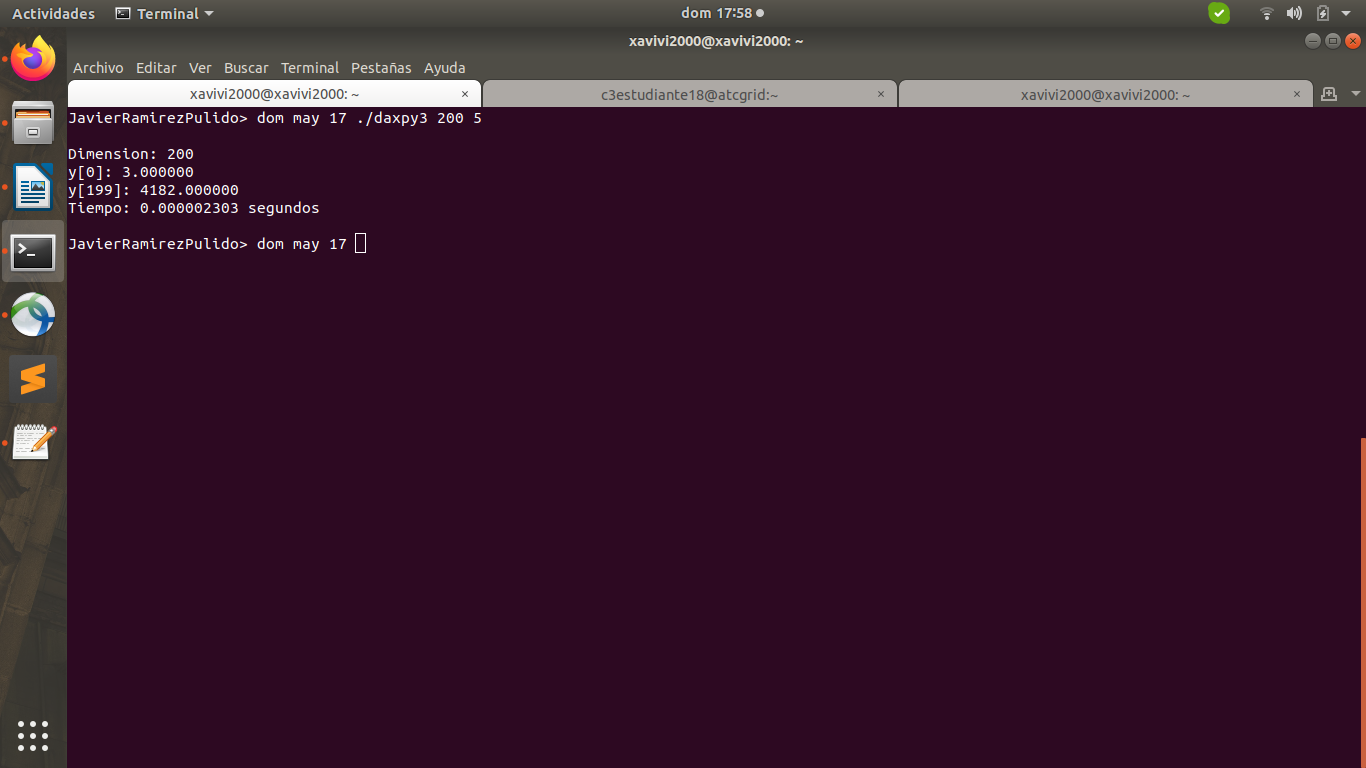 Actividades Terminal dom 17:58
xavivi2000@xavivi2000: ~
Archivo Editar Ver Buscar Terminal Pestañas Ayuda
xavivi2000@xavivi2000: ~ × c3estudiante18@atcgrid:~ × xavivi2000@xavivi2000: ~ ×
JavierRamirezPulido> dom may 17 ./daxpy3 200 5
Dimension: 200
y[0]: 3.000000
y[199]: 4182.000000
Tiempo: 0.000002303 segundos
JavierRamirezPulido> dom may 17